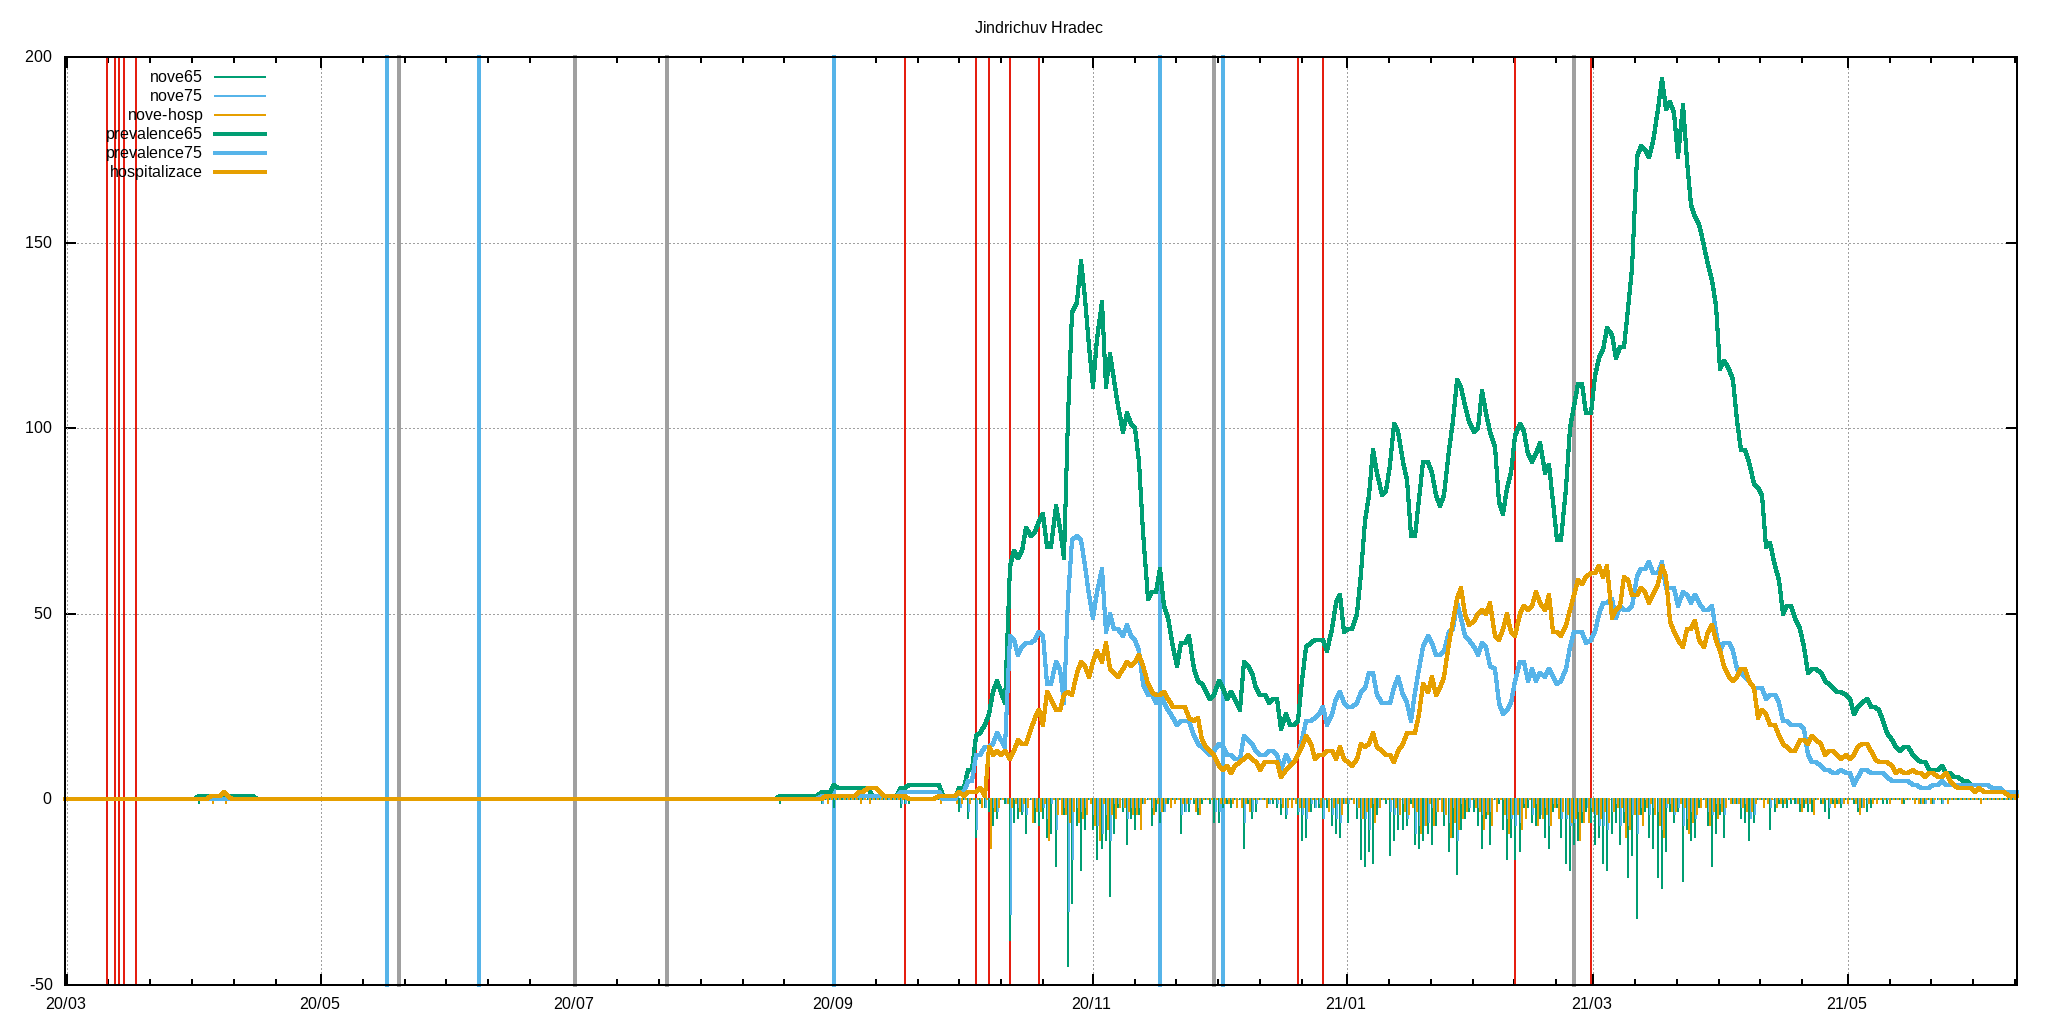 Jindrichuv Hradec
200
150
100
50
0
-50
nove65
nove75
nove-hosp
prevalence65
prevalence75
hospitalizace
20/03 20/05 20/07 20/09 20/11 21/01 21/03 21/05